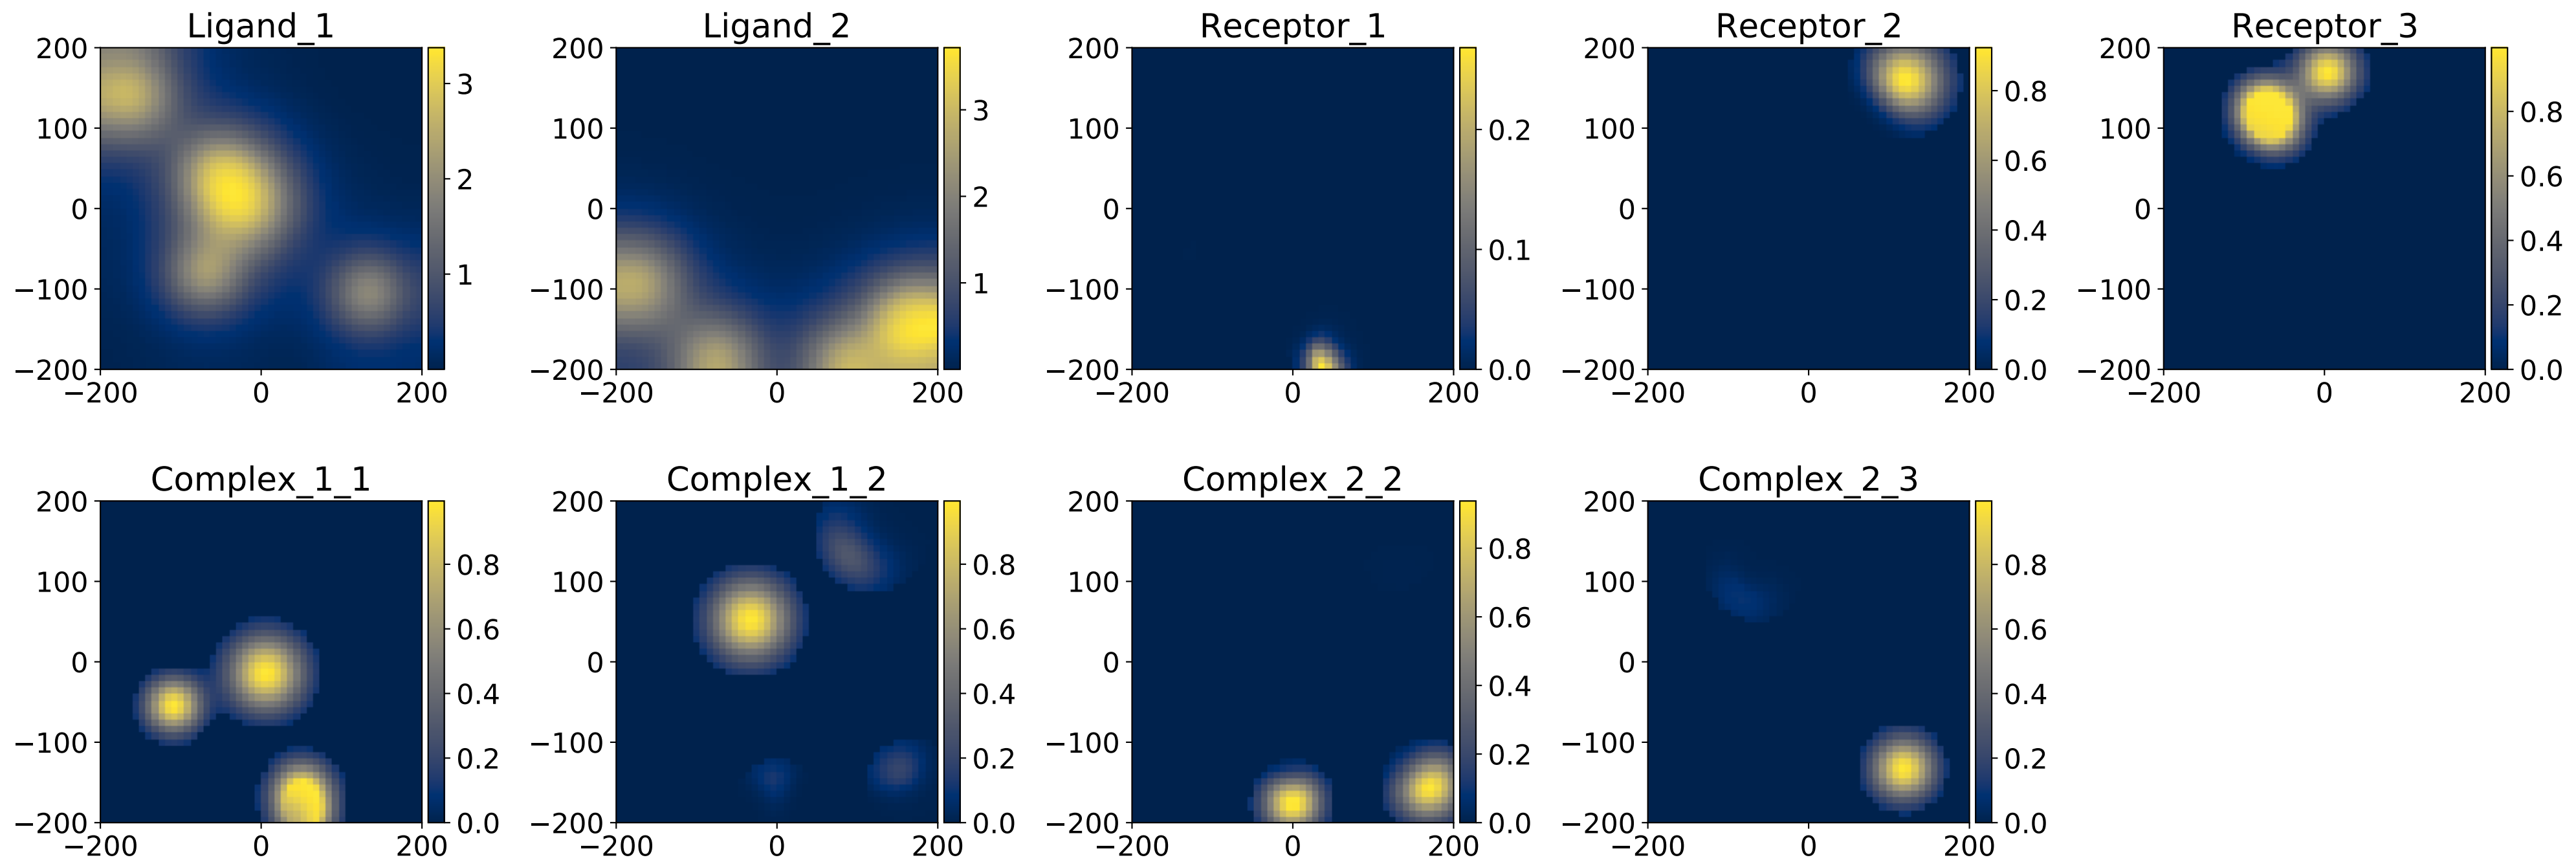 Ligand_1 Ligand_2 Receptor_1 Receptor_2 Receptor_3
200 200 200 200 200
3 3 0.2 0.8 0.8
100 100 100 100 100
2 0.6 0.6
0 2 0 0 0 0
0.1 0.4 0.4
−100 1 −100 1 −100 −100 0.2 −100 0.2
−200 −200 −200 0.0 −200 0.0 −200 0.0
−200 0 200 −200 0 200 −200 0 200 −200 0 200 −200 0 200
Complex_1_1 Complex_1_2 Complex_2_2 Complex_2_3
200 200 200 200
100 0.8 100 0.8 100 0.8 100 0.8
0.6 0.6 0.6 0.6
0 0 0 0
0.4 0.4 0.4 0.4
−100 0.2 −100 0.2 −100 0.2 −100 0.2
−200 0.0 −200 0.0 −200 0.0 −200 0.0
−200 0 200 −200 0 200 −200 0 200 −200 0 200